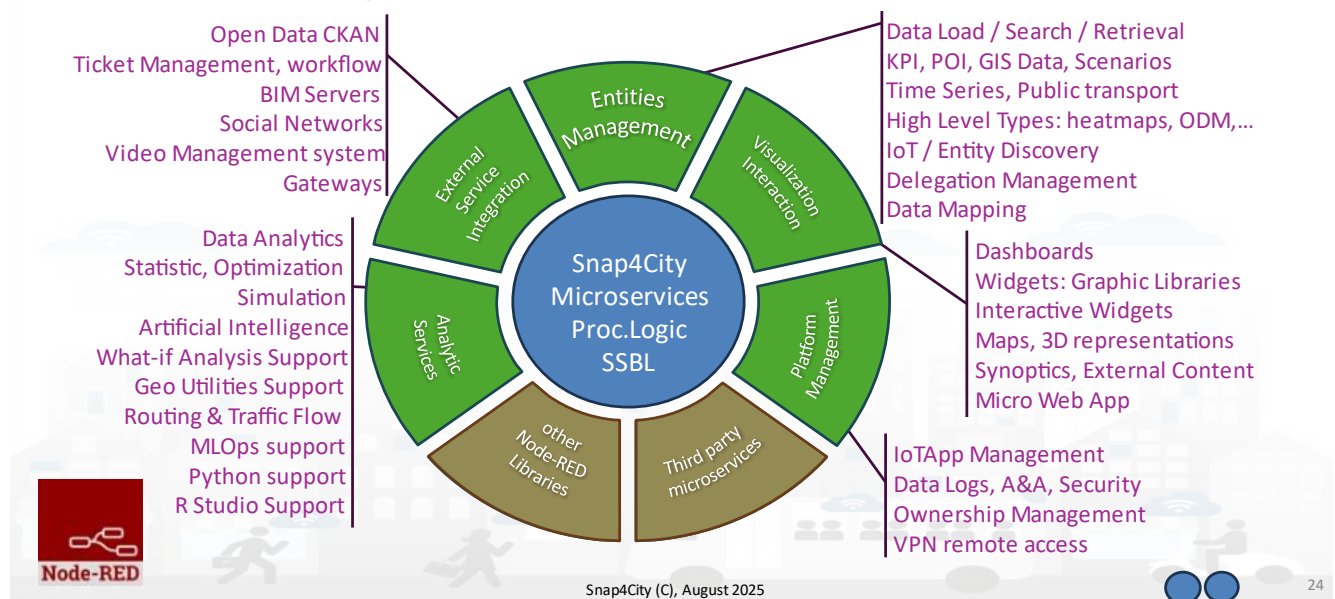 Open Data CKAN
Ticket Management, workflow
BIM Servers
Social Networks
Video Management system
Gateways
Data Analytics
Statistic, Optimization
Simulation
Artificial Intelligence
What-if Analysis Support
Geo Utilities Support
Routing & Traffic Flow
MLOps support
Python support
R Studio Support
External
Service
Integration
Entities
Management
Visualization
Interaction
Analytic
Services
Snap4City
Microservices
Proc.Logic
SSBL
Platform
Management
other
Node-RED
Libraries
Third party
microservices
Data Load / Search / Retrieval
KPI, POI, GIS Data, Scenarios
Time Series, Public transport
High Level Types: heatmaps, ODM,...
IoT / Entity Discovery
Delegation Management
Data Mapping
Dashboards
Widgets: Graphic Libraries
Interactive Widgets
Maps, 3D representations
Synoptics, External Content
Micro Web App
IoTApp Management
Data Logs, A&A, Security
Ownership Management
VPN remote access
Node-RED
Snap4City (C), August 2025
24